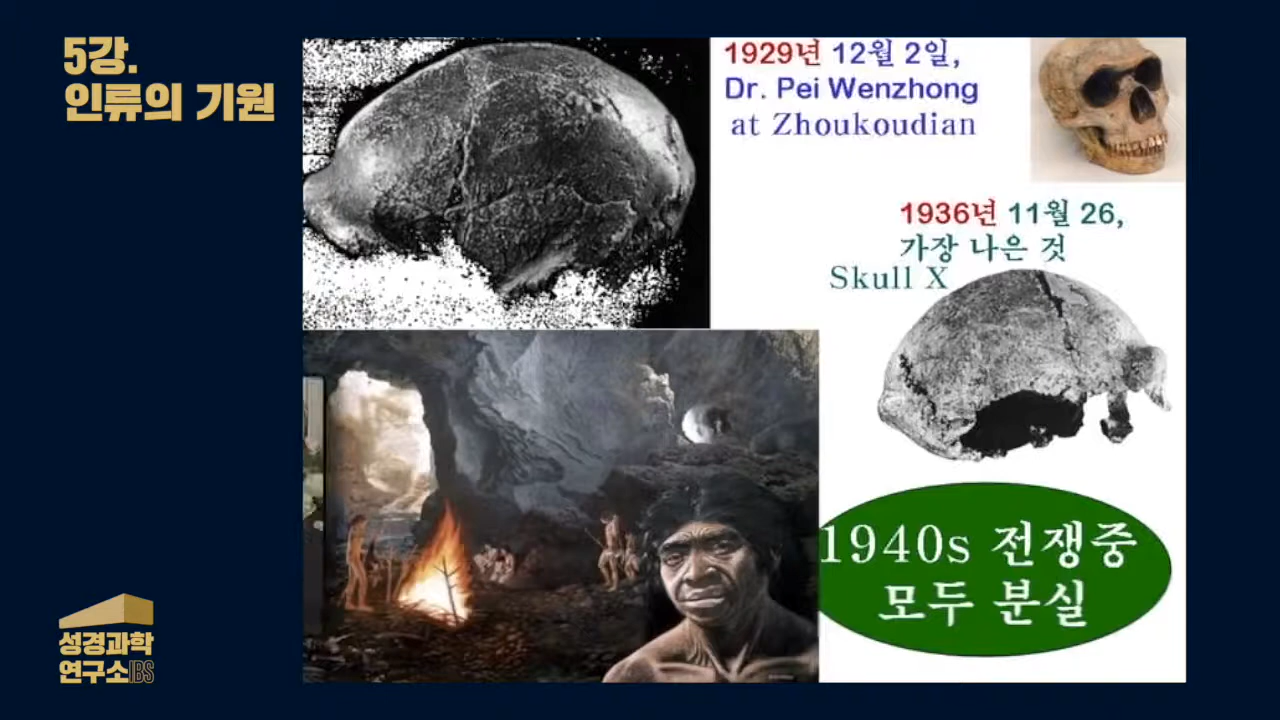 5강.
인류의 기원
1929년 12월 2일,
Dr. Pei Wenzhong
at Zhoukoudian
1936년 11월 26,
가장 나은 것
Skull X
1940s 전쟁중
모두 분실
성경과학
연구소IBS